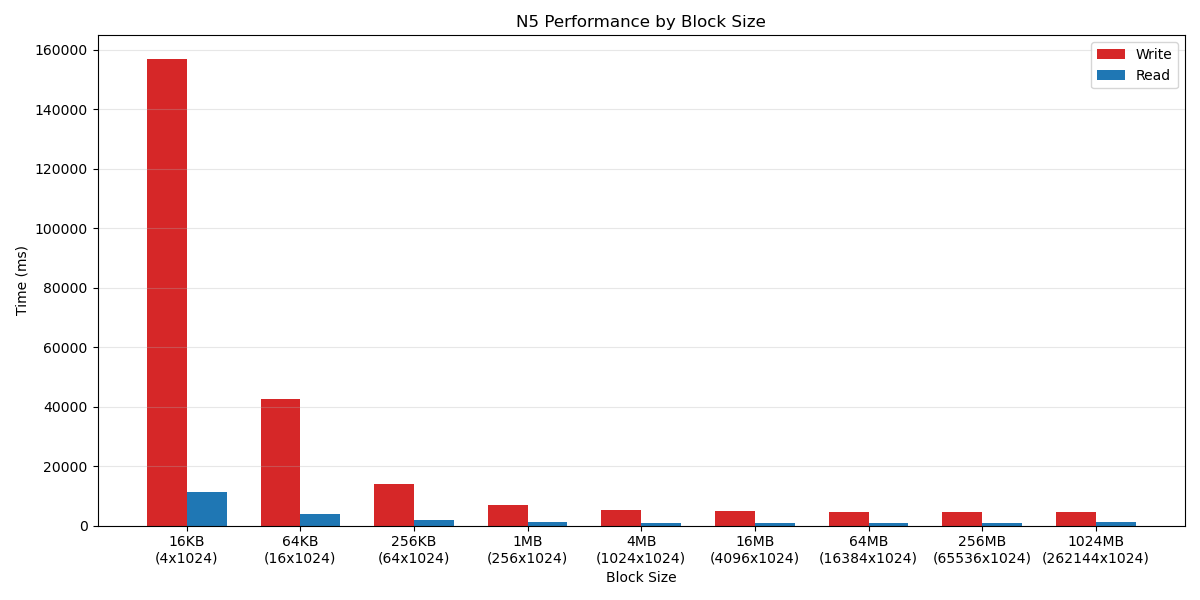 N5 Performance by Block Size
Write
Read
Time (ms)
160000
140000
120000
100000
80000
60000
40000
20000
0
16KB 64KB 256KB 1MB 4MB 16MB 64MB 256MB 1024MB
(4x1024) (16x1024) (64x1024) (256x1024) (1024x1024) (4096x1024) (16384x1024) (65536x1024) (262144x1024)
Block Size